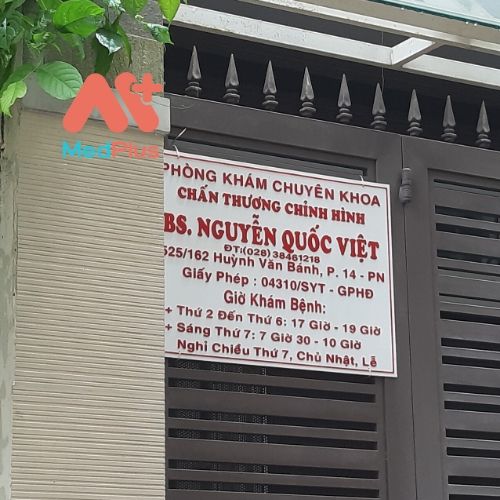 MedPlus
PHÒNG KHÁM CHUYÊN KHOA
CHẤN THƯƠNG CHỈNH HÌNH
BS. NGUYỄN QUỐC VIỆT
ĐT:(028) 38461218
525/162 Huỳnh Văn Bánh, P. 14 - PN
Giấy Phép : 04310/SYT - GPHĐ
Giờ Khám Bệnh:
+ Thứ 2 Đến Thứ 6: 17 Giờ - 19 Giờ
+ Sáng Thứ 7: 7 Giờ 30 - 10 Giờ
Nghỉ Chiều Thứ 7, Chủ Nhật, Lễ